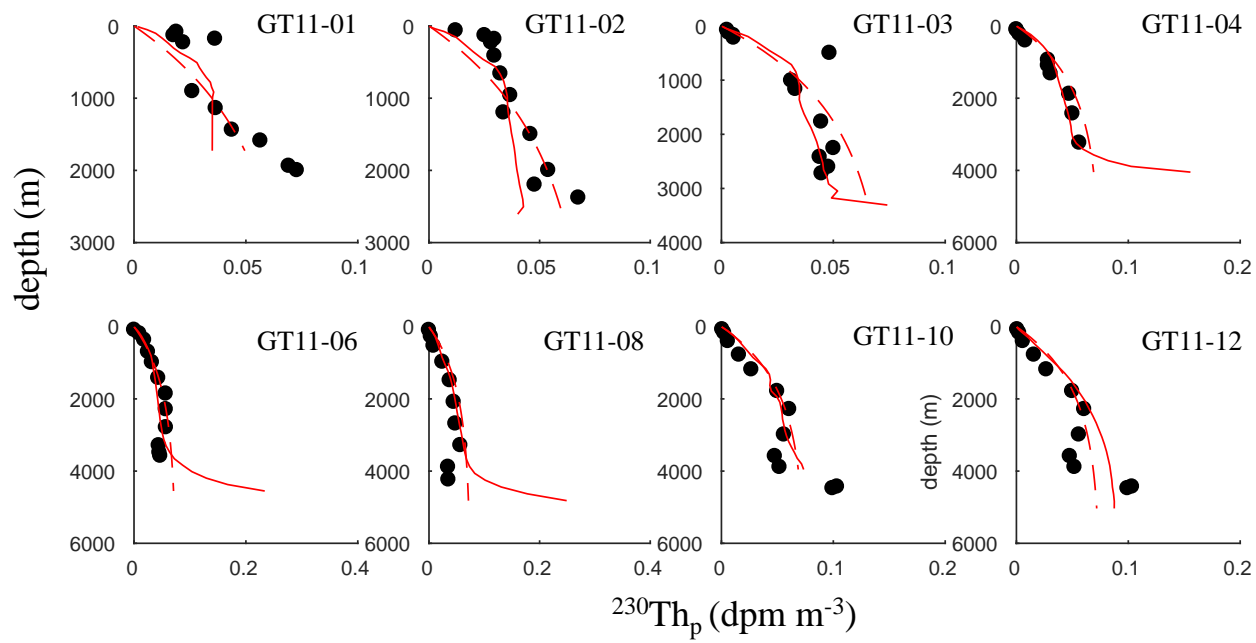 GT11-01 GT11-02 GT11-03 GT11-04
0 0 0 0
1000 1000 1000 2000
2000 2000 2000 4000
3000 3000 3000 6000
4000
0 0.05 0.1 0 0.05 0.1 0 0.05 0.1 0 0.1 0.2
depth (m)
GT11-06 GT11-08 GT11-10 GT11-12
0 0 0 0
2000 2000 2000 2000
4000 4000 4000 4000
6000 6000 6000 6000
depth (m)
0 0.2 0.4 0 0.2 0.4 0 0.1 0.2 0 0.1 0.2
²³⁰Thₚ (dpm m⁻³)